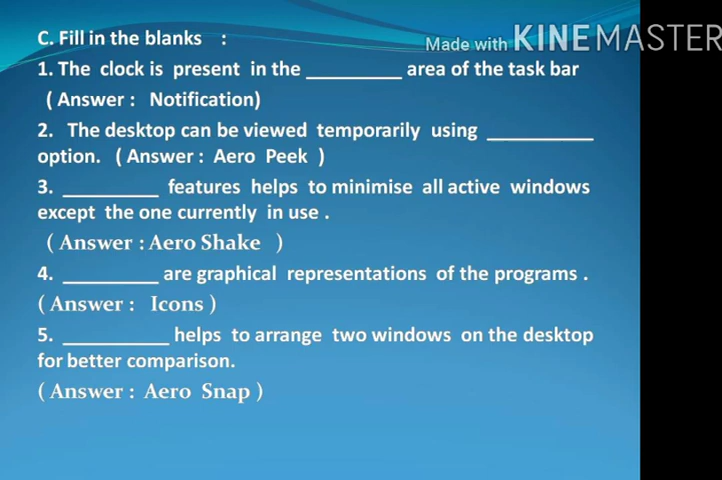 C. Fill in the blanks :
Made with KINEMASTER
1. The clock is present in the _________ area of the task bar
( Answer : Notification)
2. The desktop can be viewed temporarily using __________
option. ( Answer : Aero Peek )
3. _________ features helps to minimise all active windows
except the one currently in use .
( Answer : Aero Shake )
4. _________ are graphical representations of the programs .
( Answer : Icons )
5. __________ helps to arrange two windows on the desktop
for better comparison.
( Answer : Aero Snap )